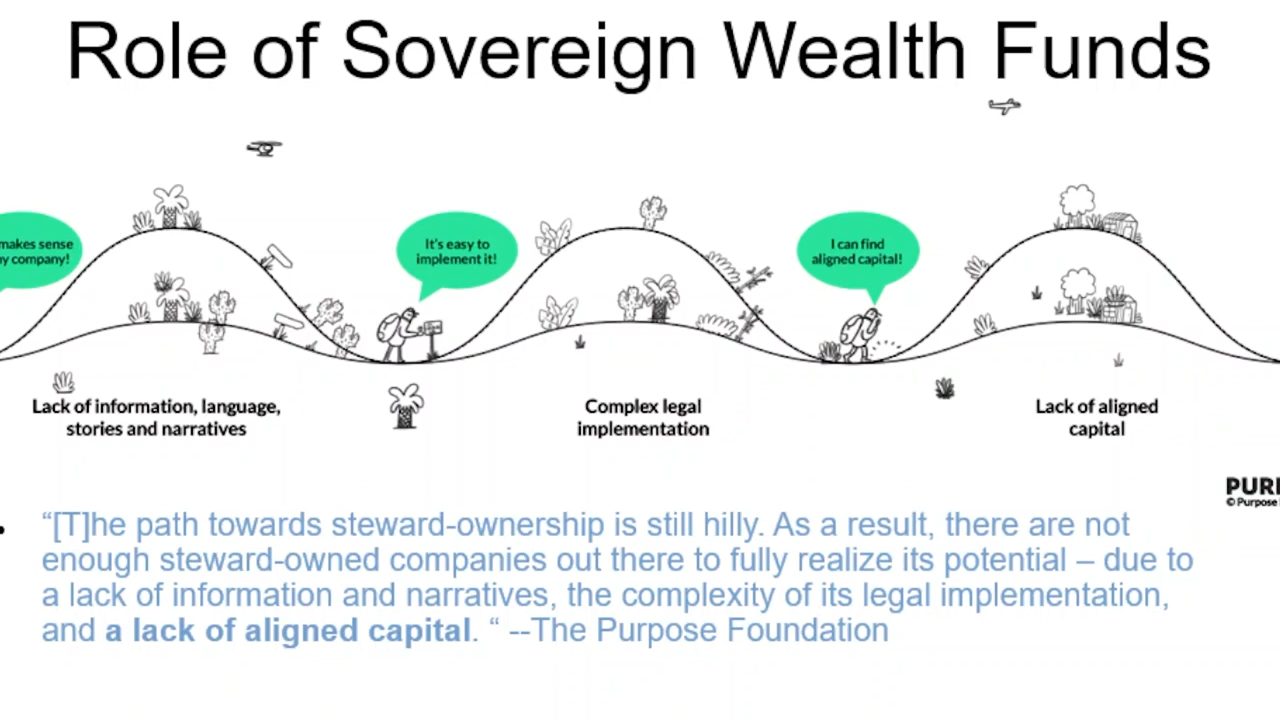 Role of Sovereign Wealth Funds
makes sense
y company!
It's easy to
implement it!
I can find
aligned capital!
Lack of information, language,
stories and narratives
Complex legal
implementation
Lack of aligned
capital
PUR
© Purpose
• “[T]he path towards steward-ownership is still hilly. As a result, there are not
enough steward-owned companies out there to fully realize its potential – due to
a lack of information and narratives, the complexity of its legal implementation,
and a lack of aligned capital. “ --The Purpose Foundation